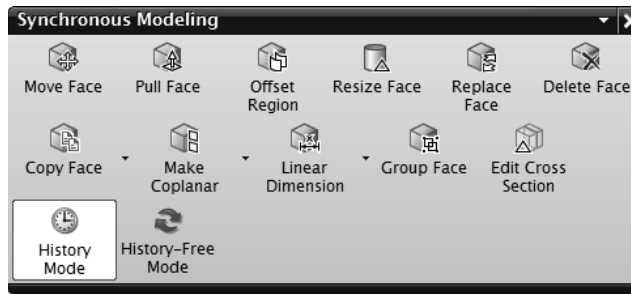 Synchronous Modeling
Move Face Pull Face Offset Region Resize Face Replace Face Delete Face
Copy Face Make Coplanar Linear Dimension Group Face Edit Cross Section
History Mode History-Free Mode